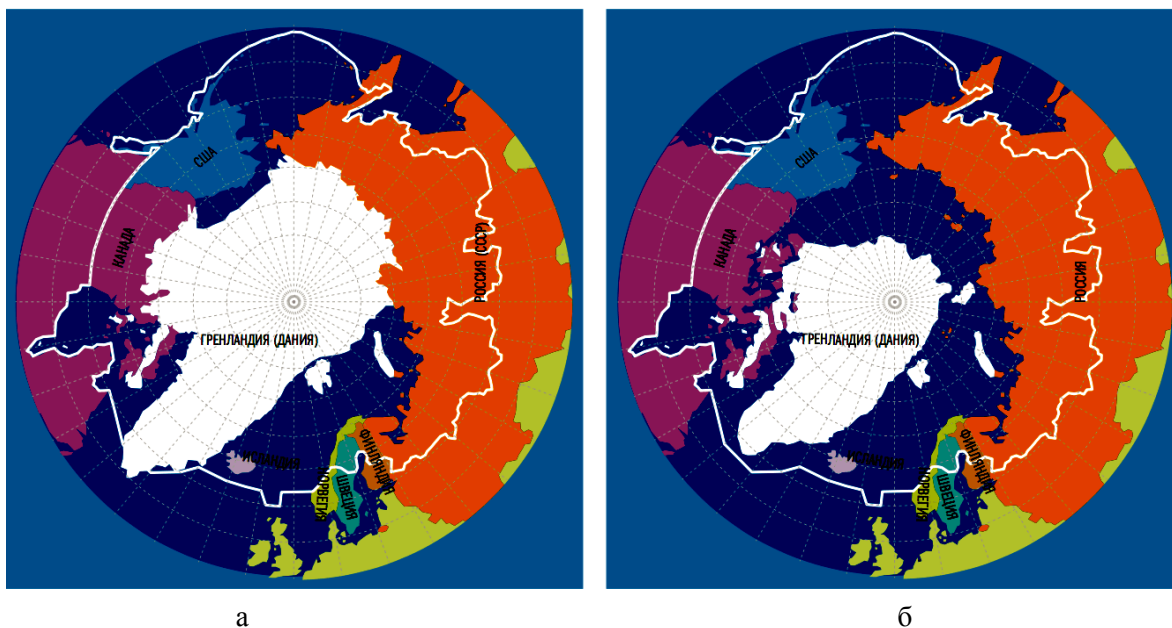 США
КАНАДА
РОССИЯ (СССР)
ГРЕНЛАНДИЯ (ДАНИЯ)
ИСЛАНДИЯ
НОРВЕГИЯ
ШВЕЦИЯ
ФИНЛЯНДИЯ
а
США
КАНАДА
РОССИЯ
ГРЕНЛАНДИЯ (ДАНИЯ)
ИСЛАНДИЯ
НОРВЕГИЯ
ШВЕЦИЯ
ФИНЛЯНДИЯ
б